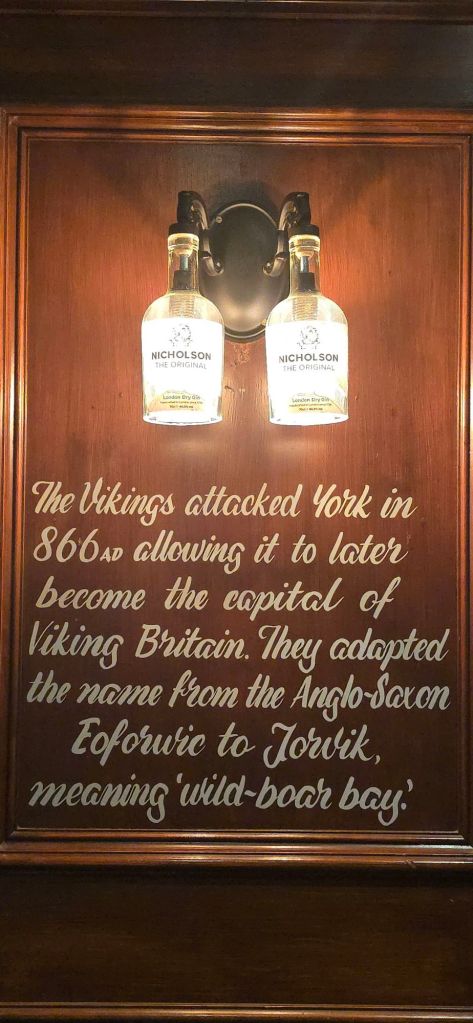 NICHOLSON
THE ORIGINAL
London Dry Gin
NICHOLSON
THE ORIGINAL
London Dry Gin
The Vikings attacked York in
866 AD allowing it to later
become the capital of
Viking Britain. They adapted
the name from the Anglo-Saxon
Eoforwic to Jorvik,
meaning 'wild-boar bay.'